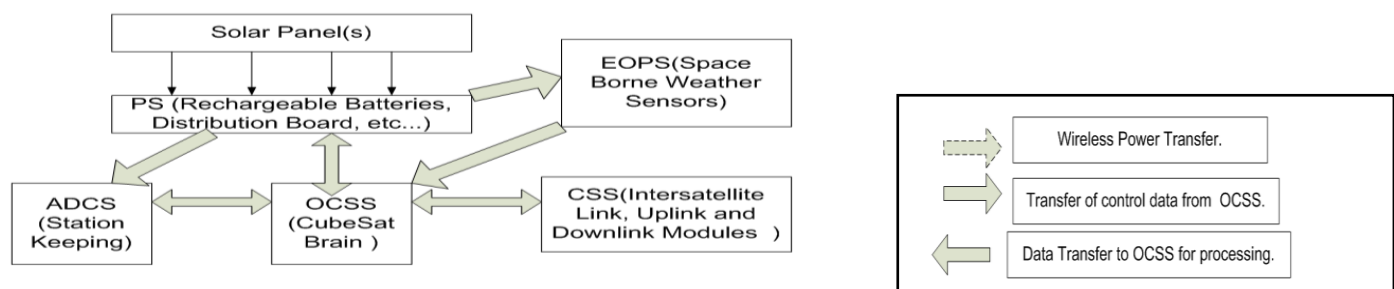 Solar Panel(s)
EOPS(Space
Borne Weather
Sensors)
PS (Rechargeable Batteries,
Distribution Board, etc...)
ADCS
(Station
Keeping)
OCSS
(CubeSat
Brain )
CSS(Intersatellite
Link, Uplink and
Downlink Modules )
Wireless Power Transfer.
Transfer of control data from OCSS.
Data Transfer to OCSS for processing.